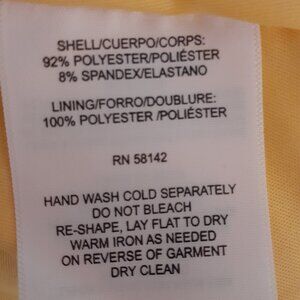 SHELL/CUERPO/CORPS:
92% POLYESTER/POLIÉSTER
8% SPANDEX/ELASTANO
LINING/FORRO/DOUBLURE:
100% POLYESTER /POLIÉSTER
RN 58142
HAND WASH COLD SEPARATELY
DO NOT BLEACH
RE-SHAPE, LAY FLAT TO DRY
WARM IRON AS NEEDED
ON REVERSE OF GARMENT
DRY CLEAN